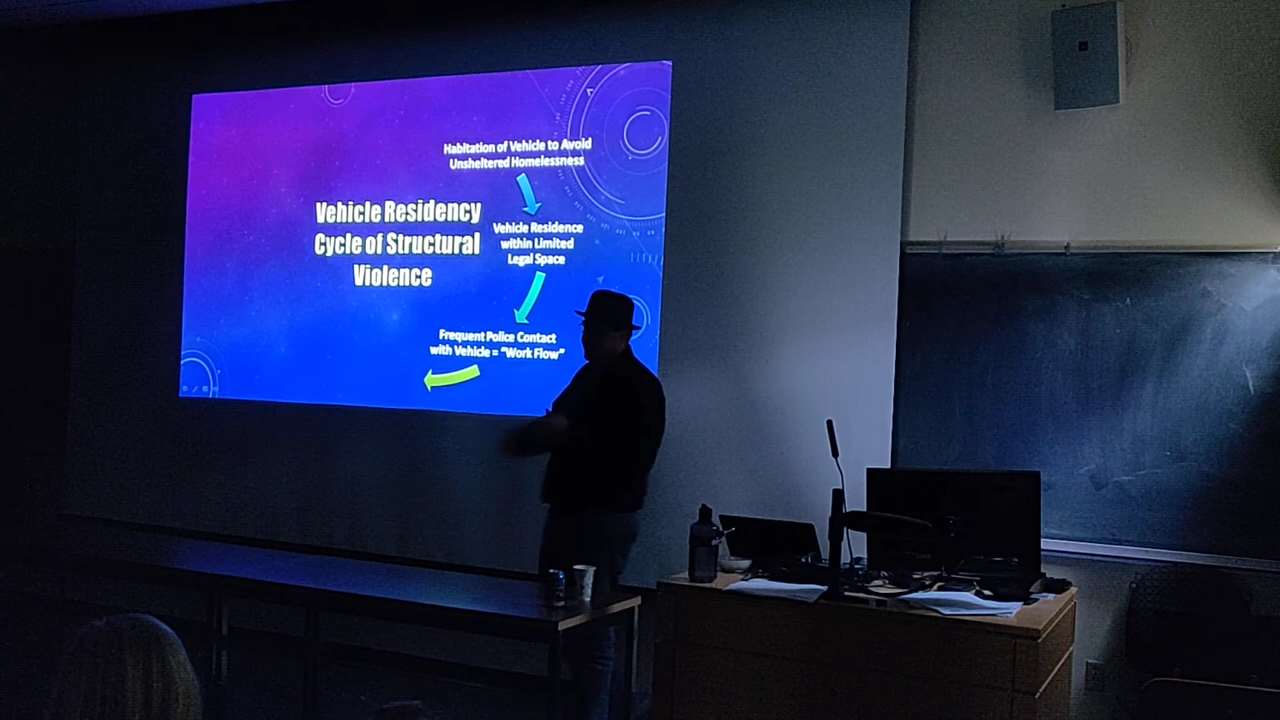 Vehicle Residency
Cycle of Structural
Violence
Habitation of Vehicle to Avoid
Unsheltered Homelessness
Vehicle Residence
within Limited
Legal Space
Frequent Police Contact
with Vehicle = "Work Flow"